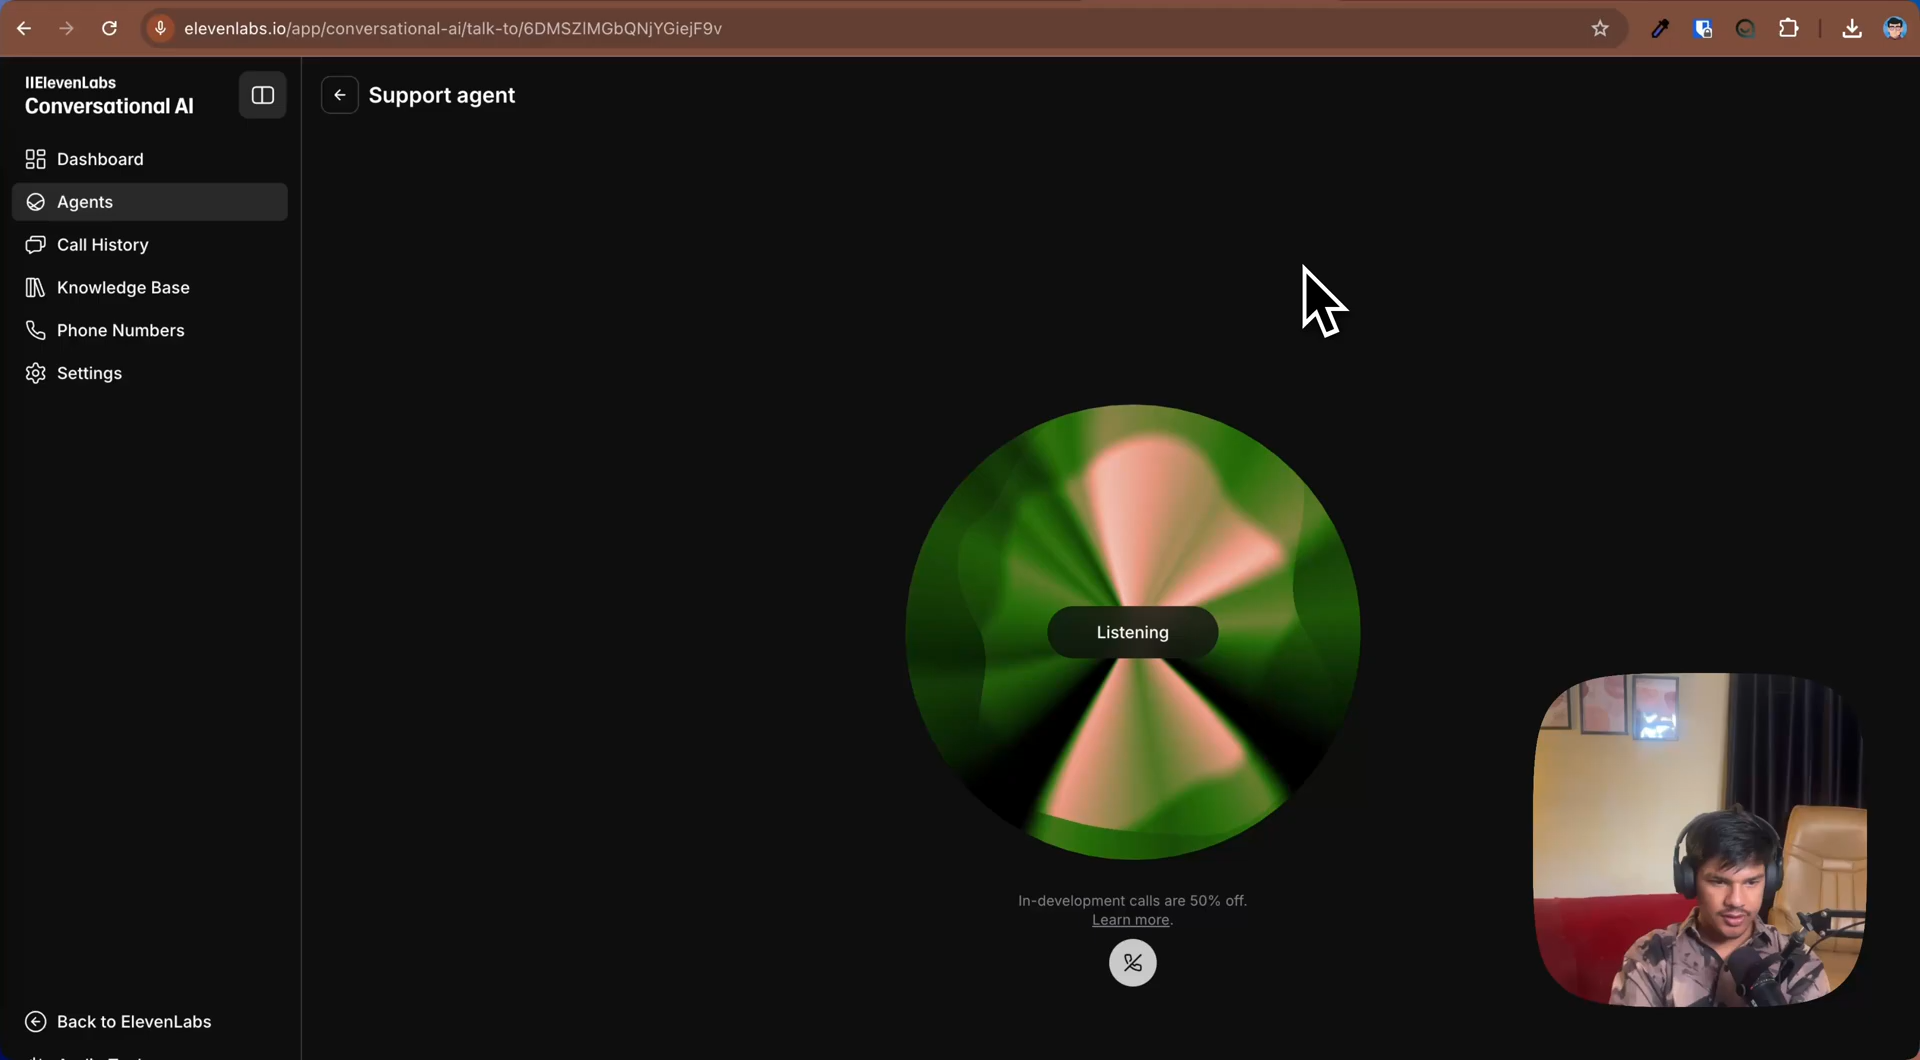 elevenlabs.io/app/conversational-ai/talk-to/6DMSZlMGbQNjYGiejF9v
IIElevenLabs
Conversational AI
Support agent
Dashboard
Agents
Call History
Knowledge Base
Phone Numbers
Settings
Listening
In-development calls are 50% off.
Learn more.
Back to ElevenLabs